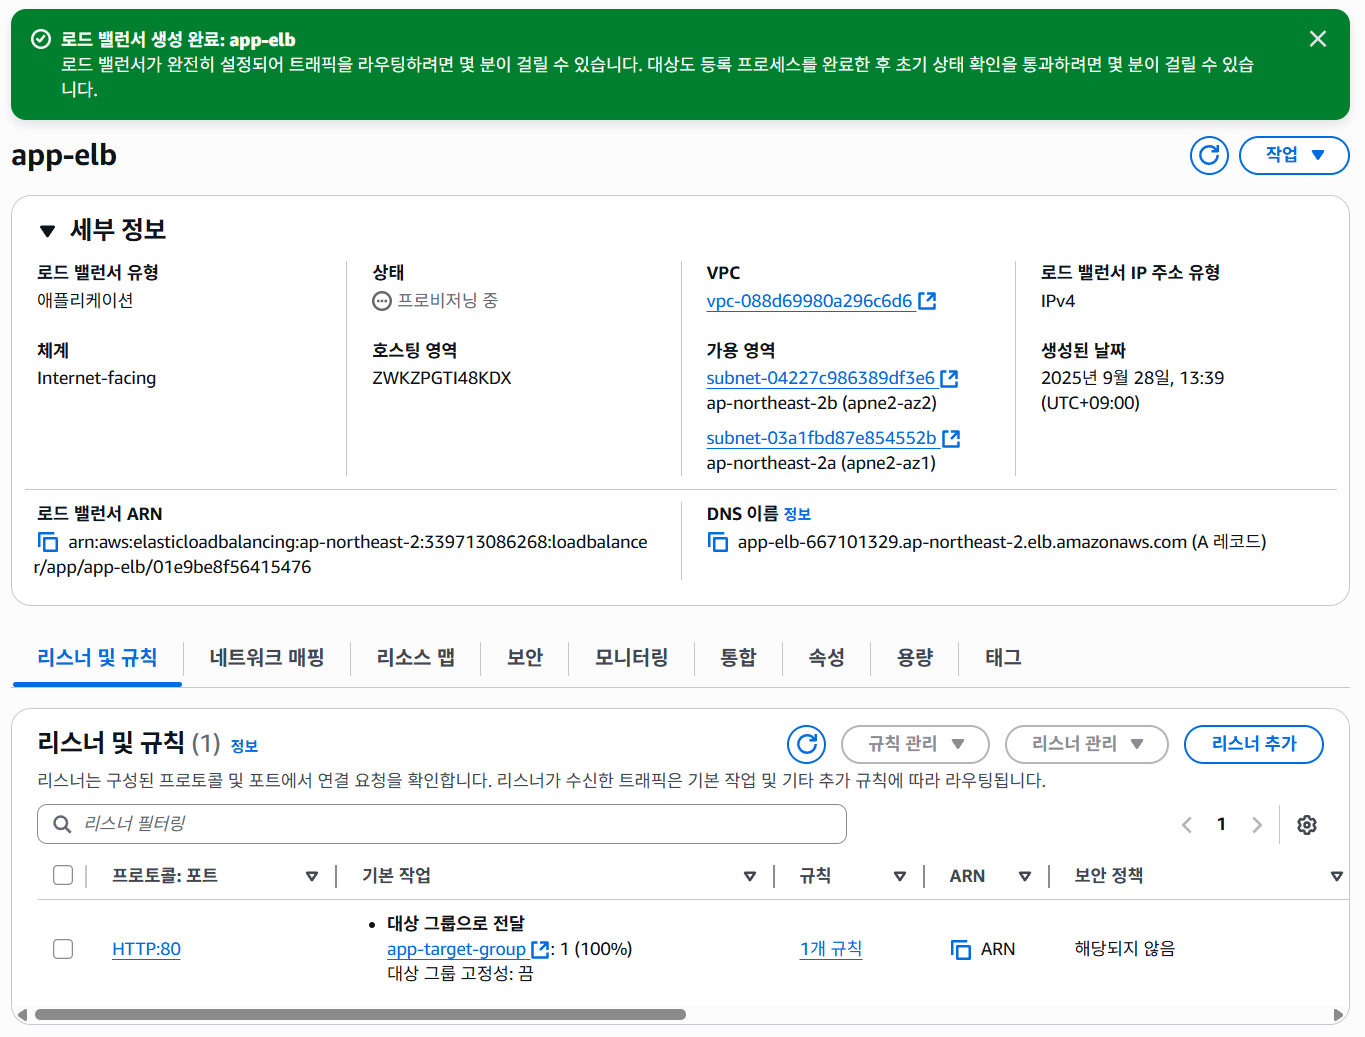 로드 밸런서 생성 완료: app-elb
로드 밸런서가 완전히 설정되어 트래픽을 라우팅하려면 몇 분이 걸릴 수 있습니다. 대상도 등록 프로세스를 완료한 후 초기 상태 확인을 통과하려면 몇 분이 걸릴 수 있습
니다.
app-elb
작업
세부 정보
로드 밸런서 유형
애플리케이션
상태
프로비저닝 중
VPC
vpc-088d69980a296c6d6
로드 밸런서 IP 주소 유형
IPv4
체계
Internet-facing
호스팅 영역
ZWKZPGTI48KDX
가용 영역
subnet-04227c986389df3e6
ap-northeast-2b (apne2-az2)
subnet-03a1fbd87e854552b
ap-northeast-2a (apne2-az1)
생성된 날짜
2025년 9월 28일, 13:39
(UTC+09:00)
로드 밸런서 ARN
arn:aws:elasticloadbalancing:ap-northeast-2:339713086268:loadbalance
r/app/app-elb/01e9be8f56415476
DNS 이름 정보
app-elb-667101329.ap-northeast-2.elb.amazonaws.com (A 레코드)
리스너 및 규칙
네트워크 매핑
리소스 맵
보안
모니터링
통합
속성
용량
태그
리스너 및 규칙 (1) 정보
규칙 관리
리스너 관리
리스너 추가
리스너는 구성된 프로토콜 및 포트에서 연결 요청을 확인합니다. 리스너가 수신한 트래픽은 기본 작업 및 기타 추가 규칙에 따라 라우팅됩니다.
리스너 필터링
1
프로토콜: 포트
기본 작업
규칙
ARN
보안 정책
HTTP:80
• 대상 그룹으로 전달
app-target-group: 1 (100%)
대상 그룹 고정성: 끔
1개 규칙
ARN
해당되지 않음